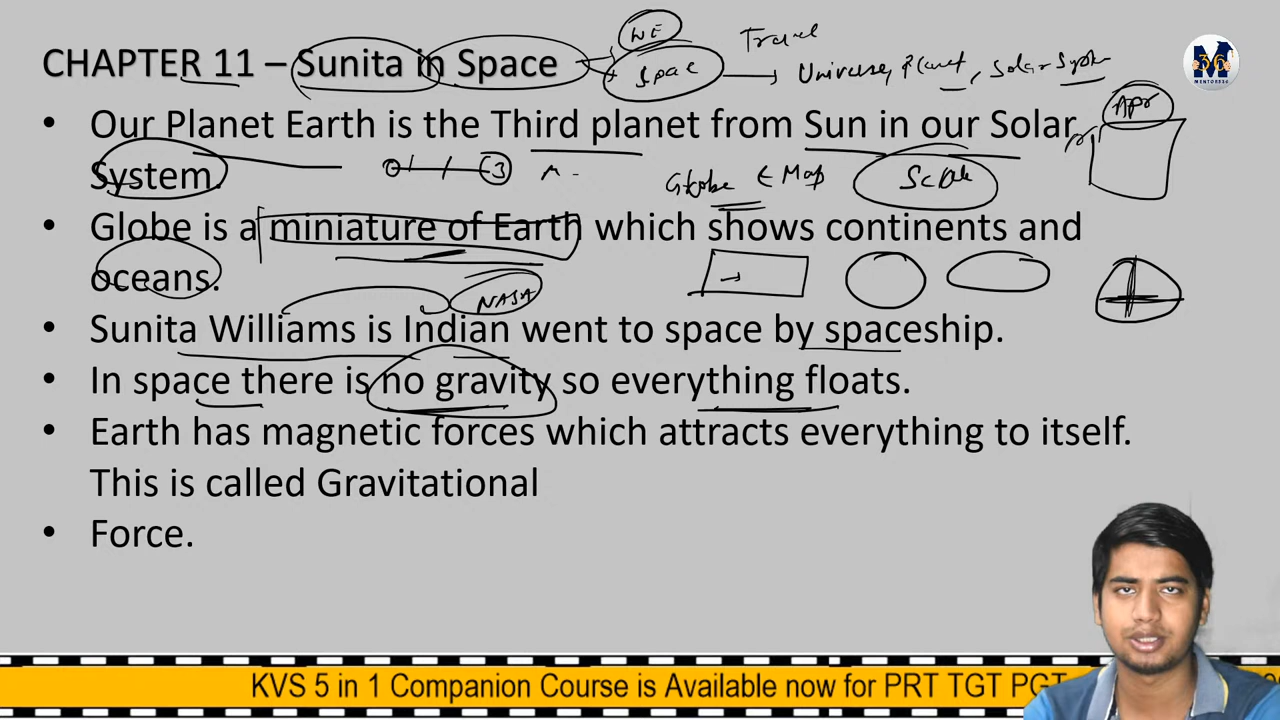 WE
Travel
CHAPTER 11 – Sunita in Space
Space → Universe, Planet, Solar System
• Our Planet Earth is the Third planet from Sun in our Solar
System.
3
Globe
Map
Scale
• Globe is a miniature of Earth which shows continents and
oceans.
NASA
• Sunita Williams is Indian went to space by spaceship.
• In space there is no gravity so everything floats.
• Earth has magnetic forces which attracts everything to itself.
This is called Gravitational
• Force.
KVS 5 in 1 Companion Course is Available now for PRT TGT PGT